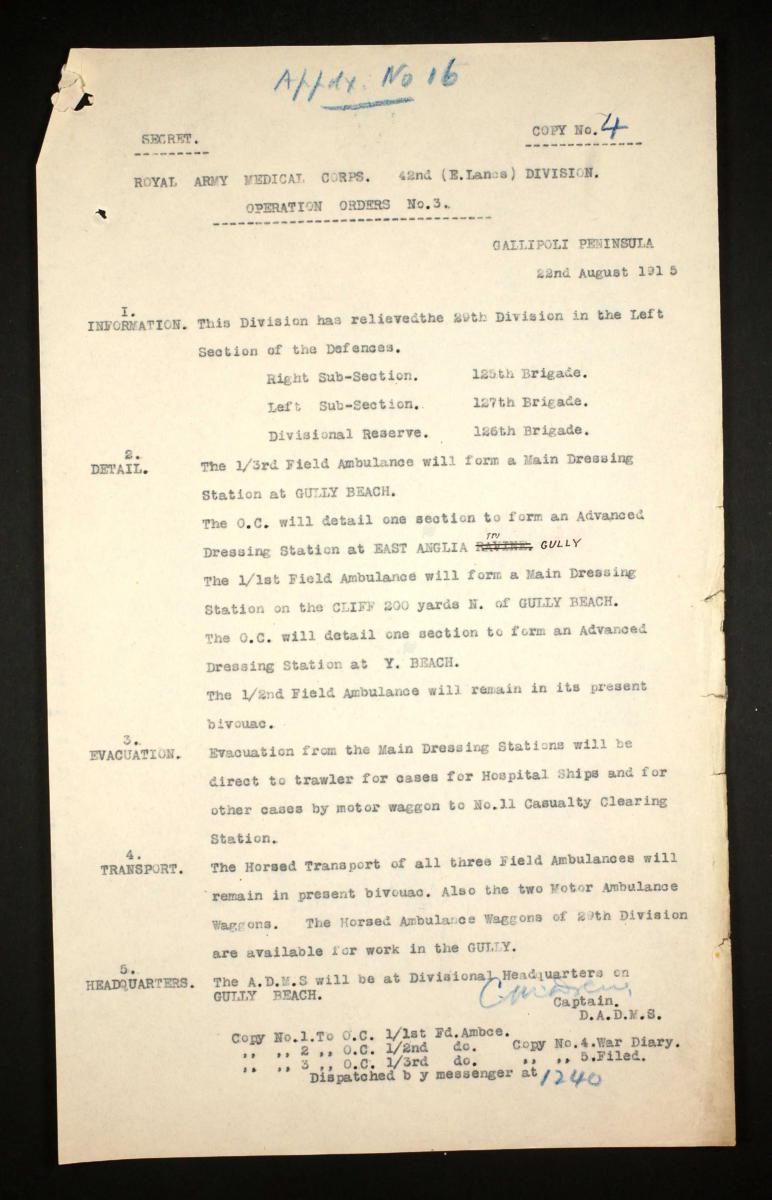 Appdx. No 16
SECRET.
COPY No. 4
ROYAL ARMY MEDICAL CORPS. 42nd (E.Lancs) DIVISION.
OPERATION ORDERS No.3.
GALLIPOLI PENINSULA
22nd August 1915
1.
INFORMATION. This Division has relievedthe 29th Division in the Left
Section of the Defences.
Right Sub-Section. 125th Brigade.
Left Sub-Section. 127th Brigade.
Divisional Reserve. 126th Brigade.
2.
DETAIL. The 1/3rd Field Ambulance will form a Main Dressing
Station at GULLY BEACH.
The O.C. will detail one section to form an Advanced
Dressing Station at EAST ANGLIA RAVINE. GULLY
The 1/1st Field Ambulance will form a Main Dressing
Station on the CLIFF 200 yards N. of GULLY BEACH.
The O.C. will detail one section to form an Advanced
Dressing Station at Y. BEACH.
The 1/2nd Field Ambulance will remain in its present
bivouac.
3.
EVACUATION. Evacuation from the Main Dressing Stations will be
direct to trawler for cases for Hospital Ships and for
other cases by motor waggon to No.11 Casualty Clearing
Station.
4.
TRANSPORT. The Horsed Transport of all three Field Ambulances will
remain in present bivouac. Also the two Motor Ambulance
Waggons. The Horsed Ambulance Waggons of 29th Division
are available for work in the GULLY.
5.
HEADQUARTERS. The A.D.M.S will be at Divisional Headquarters on
GULLY BEACH.
Captain.
D.A.D.M.S.
Copy No.1.To O.C. 1/1st Fd.Ambce.
,, ,, 2 ,, O.C. 1/2nd do. Copy No.4.War Diary.
,, ,, 3 ,, O.C. 1/3rd do. ,, ,, 5.Filed.
Dispatched b y messenger at 1240